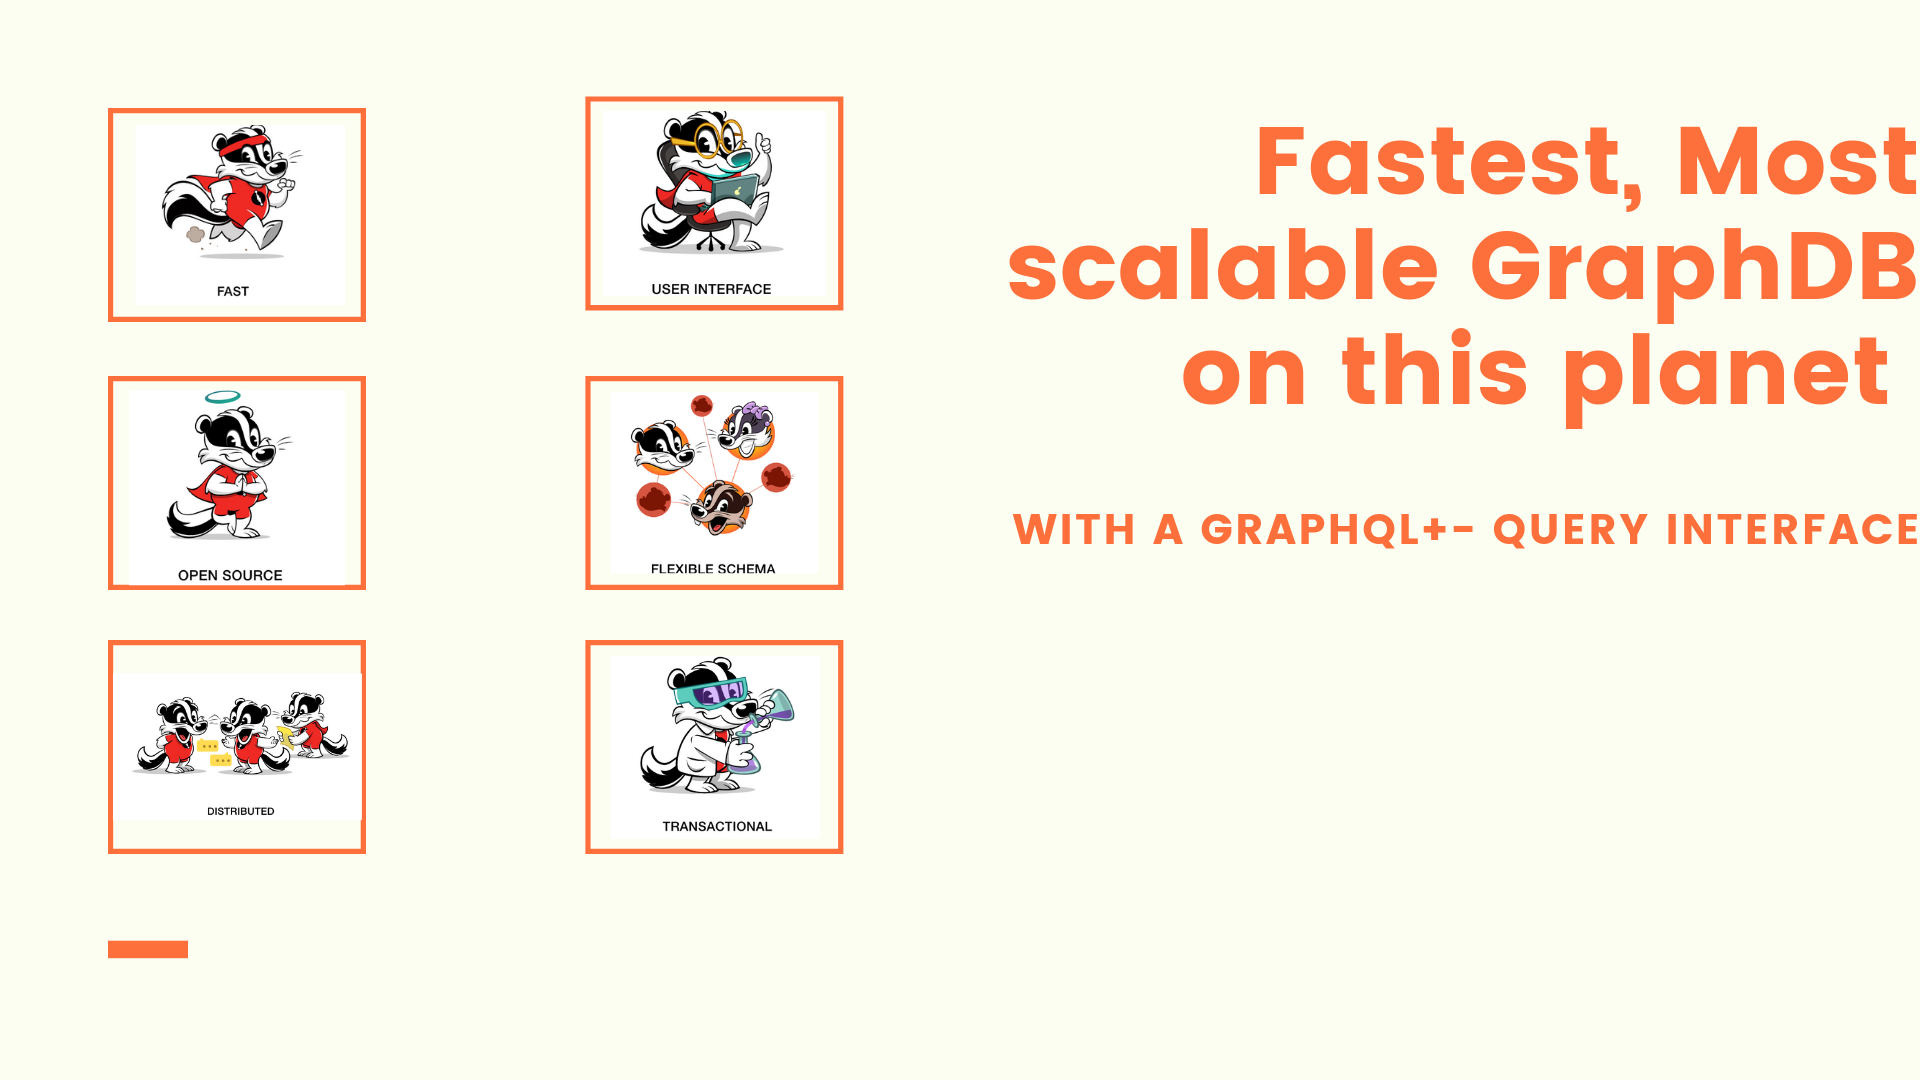 FAST
USER INTERFACE
OPEN SOURCE
FLEXIBLE SCHEMA
DISTRIBUTED
TRANSACTIONAL
Fastest, Most
scalable GraphDB
on this planet
WITH A GRAPHQL+- QUERY INTERFACE